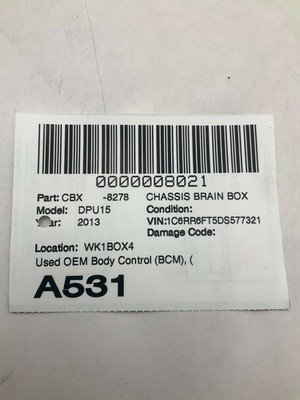 0000008021
Part: CBX -8278 CHASSIS BRAIN BOX
Model: DPU15 Condition:
Year: 2013 VIN:1C6RR6FT5DS577321
Damage Code:
Location: WK1BOX4
Used OEM Body Control (BCM), (
A531